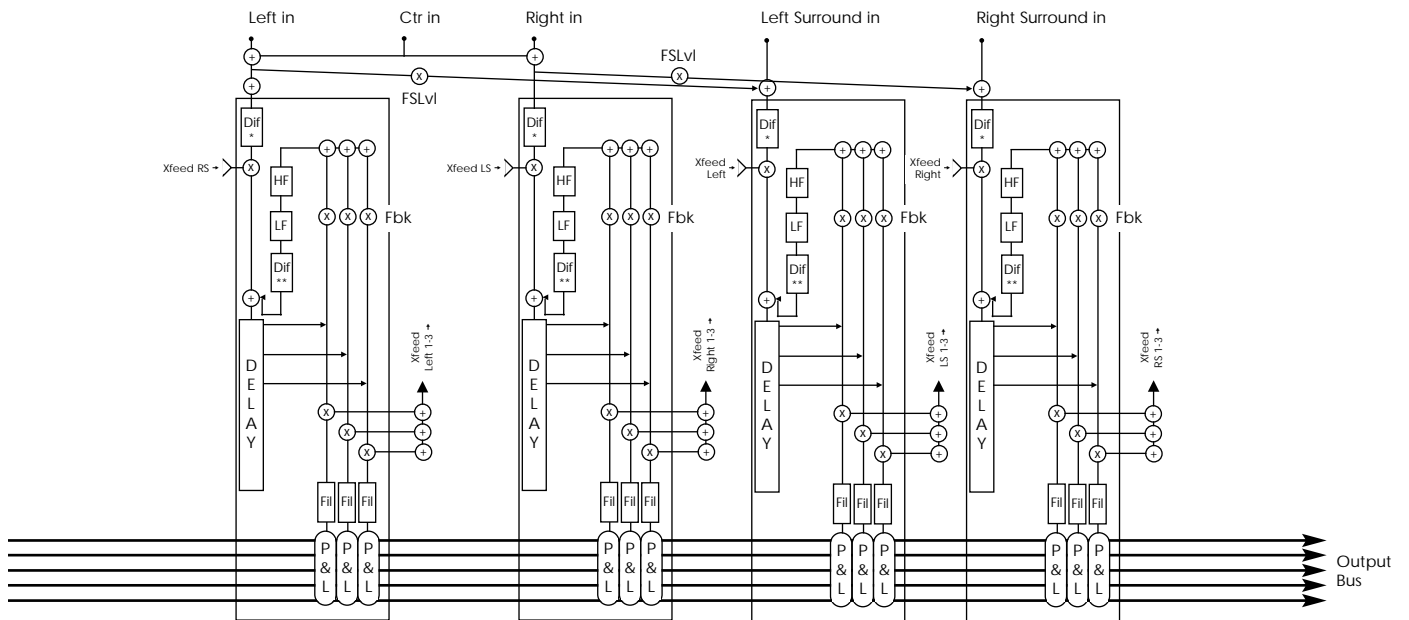 Left in
Ctr in
Right in
Left Surround in
Right Surround in
+
+
FSLvl
x
x
+
FSLvl
+
+
Dif
*
Xfeed RS →
x
HF
LF
Dif
**
+
+
+
+
x
x
x
Fbk
D
E
L
A
Y
Xfeed
Left 1-3 →
x
+
x
+
x
+
Fil
Fil
Fil
P
&
L
P
&
L
P
&
L
Dif
*
Xfeed LS →
x
HF
LF
Dif
**
+
+
+
+
x
x
x
Fbk
D
E
L
A
Y
Xfeed
Right 1-3 →
x
+
x
+
x
+
Fil
Fil
Fil
P
&
L
P
&
L
P
&
L
Dif
*
Xfeed →
Left
x
HF
LF
Dif
**
+
+
+
+
x
x
x
Fbk
D
E
L
A
Y
Xfeed
LS 1-3 →
x
+
x
+
x
+
Fil
Fil
Fil
P
&
L
P
&
L
P
&
L
Dif
*
Xfeed →
Right
x
HF
LF
Dif
**
+
+
+
+
x
x
x
Fbk
D
E
L
A
Y
Xfeed
RS 1-3 →
x
+
x
+
x
+
Fil
Fil
Fil
P
&
L
P
&
L
P
&
L
Output
Bus